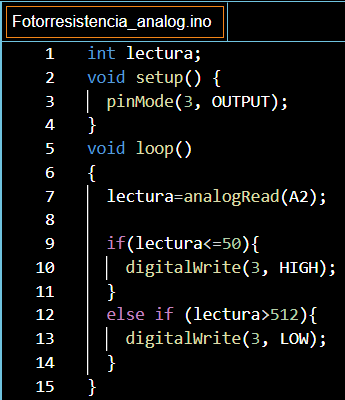 Fotorresistencia_analog.ino
1 int lectura;
2 void setup() {
3 pinMode(3, OUTPUT);
4 }
5 void loop()
6 {
7 lectura=analogRead(A2);
8
9 if(lectura<=50){
10 digitalWrite(3, HIGH);
11 }
12 else if (lectura>512){
13 digitalWrite(3, LOW);
14 }
15 }